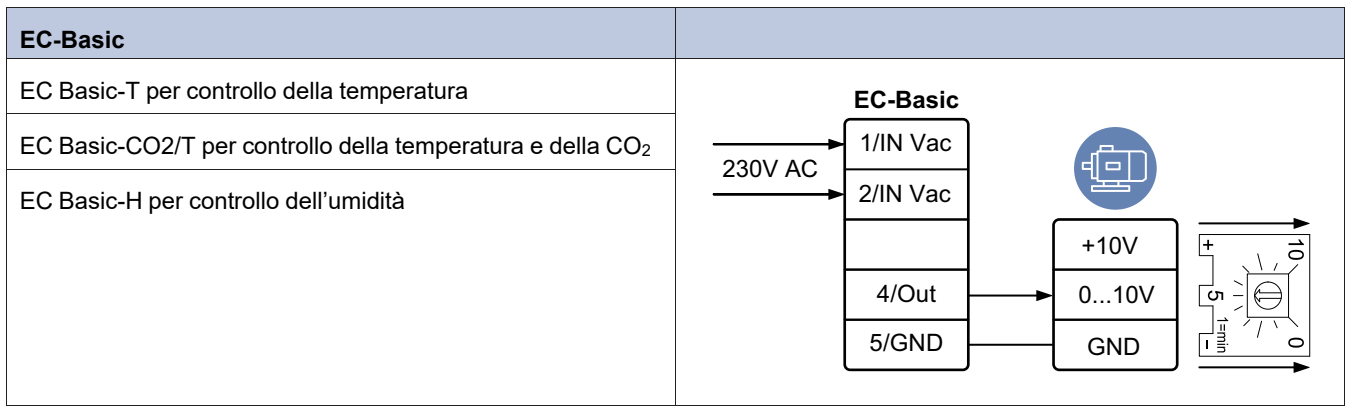 EC-Basic
EC Basic-T per controllo della temperatura
EC Basic-CO2/T per controllo della temperatura e della CO₂
EC Basic-H per controllo dell’umidità
EC-Basic
230V AC
1/IN Vac
2/IN Vac
4/Out
5/GND
+10V
0...10V
GND
+
10
5
1=min
-
0